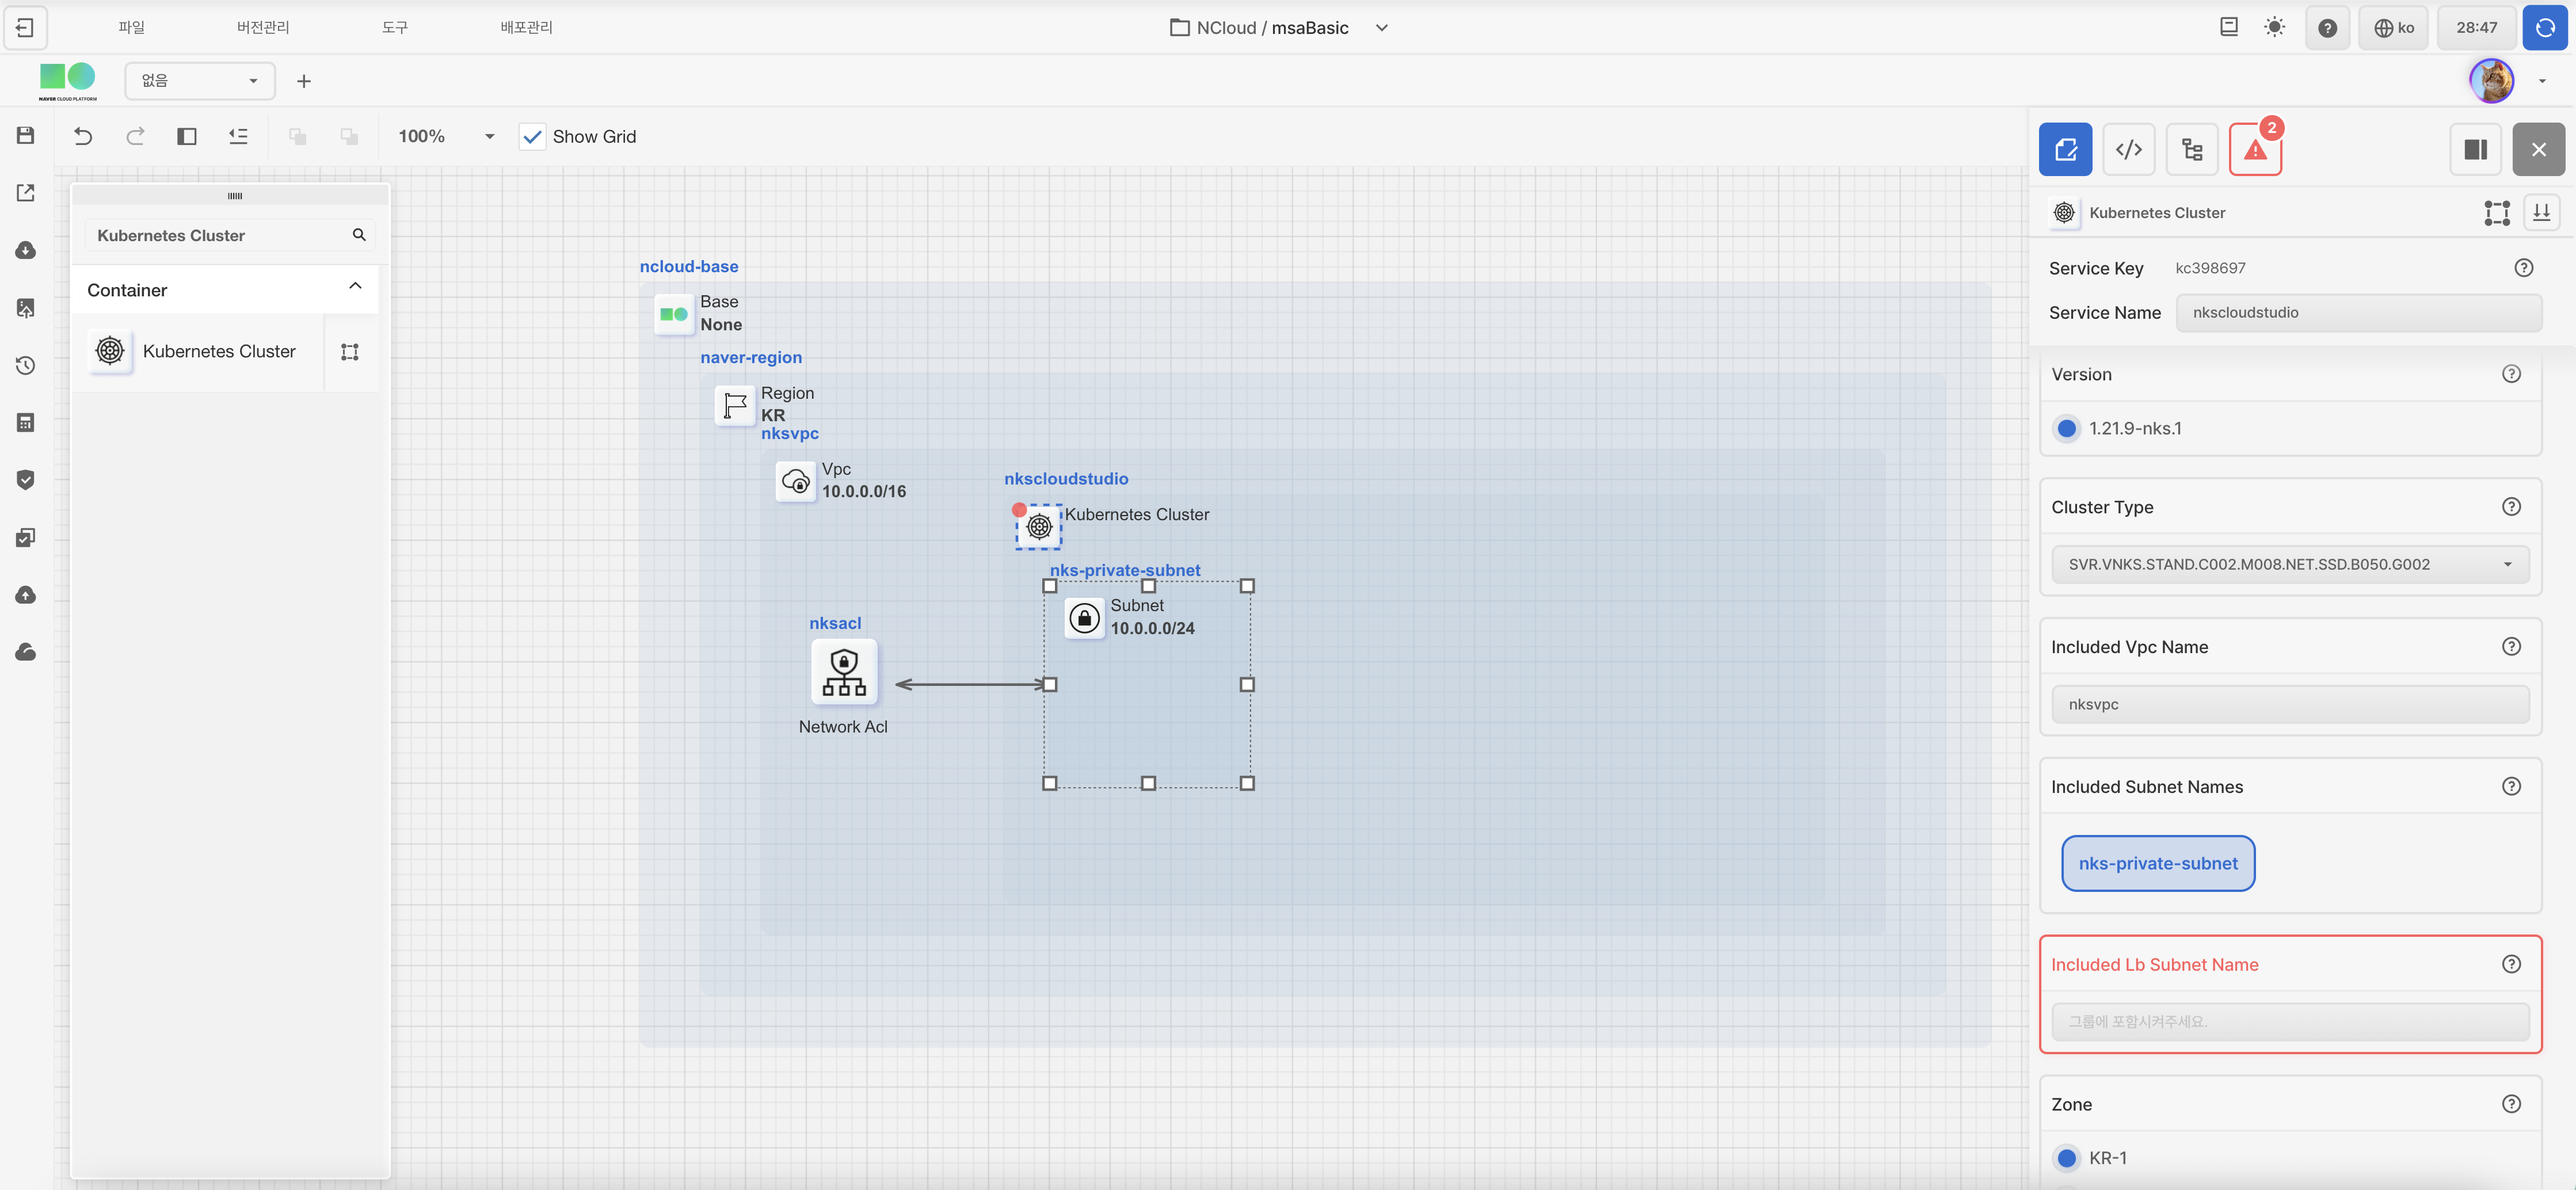 파일
버전관리
도구
배포관리
NCloud / msaBasic
ko
28:47
NAVER CLOUD PLATFORM
없음
100%
Show Grid
2
Kubernetes Cluster
Container
Kubernetes Cluster
ncloud-base
Base
None
naver-region
Region
KR
nksvpc
Vpc
10.0.0.0/16
nkscloudstudio
Kubernetes Cluster
nks-private-subnet
Subnet
10.0.0.0/24
nksacl
Network Acl
Kubernetes Cluster
Service Key kc398697
Service Name nkscloudstudio
Version
1.21.9-nks.1
Cluster Type
SVR.VNKS.STAND.C002.M008.NET.SSD.B050.G002
Included Vpc Name
nksvpc
Included Subnet Names
nks-private-subnet
Included Lb Subnet Name
그룹에 포함시켜주세요.
Zone
KR-1